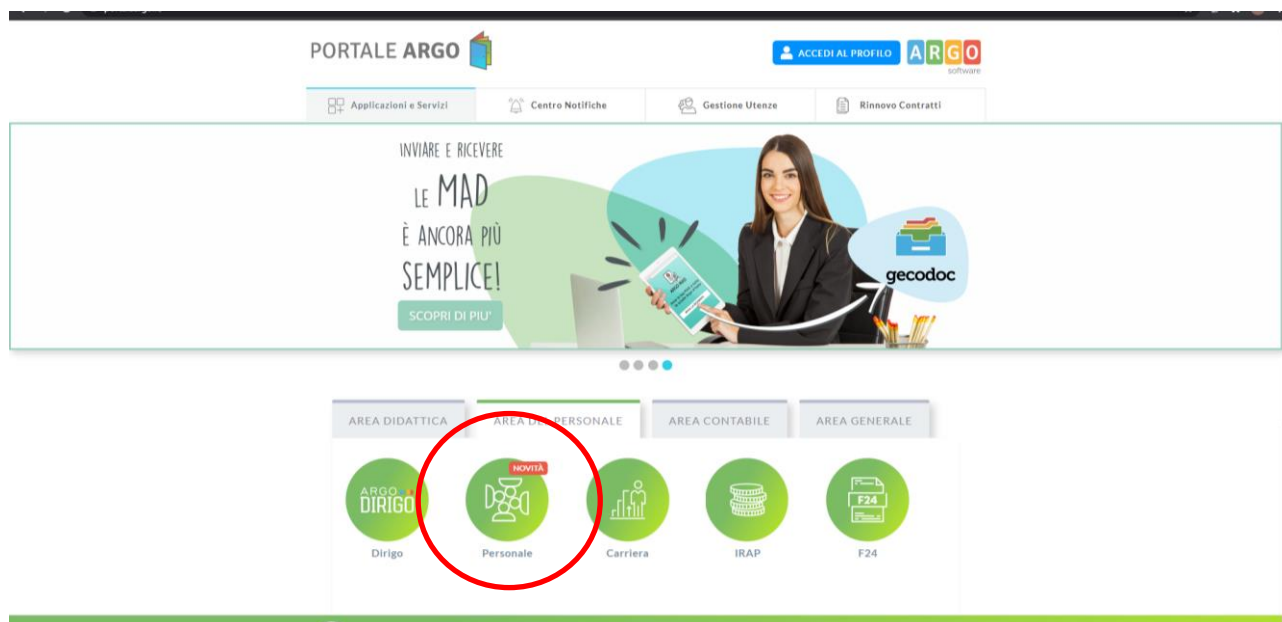 PORTALE ARGO
ACCEDI AL PROFILO
ARGO
software
Applicazioni e Servizi
Centro Notifiche
Gestione Utenze
Rinnovo Contratti
INVIARE E RICEVERE
LE MAD
È ANCORA PIÙ
SEMPLICE!
SCOPRI DI PIU'
gecodoc
AREA DIDATTICA
AREA DEL PERSONALE
AREA CONTABILE
AREA GENERALE
NOVITÀ
ARGO
DIRIGO
F24
Dirigo
Personale
Carriera
IRAP
F24